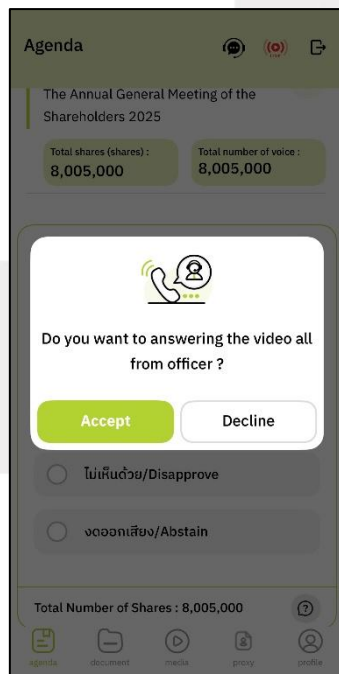 Agenda
The Annual General Meeting of the
Shareholders 2025
Total shares (shares) :
8,005,000
Total number of voice :
8,005,000
Do you want to answering the video all
from officer ?
Accept
Decline
ไม่เห็นด้วย/Disapprove
งดออกเสียง/Abstain
Total Number of Shares : 8,005,000
agenda
document
media
proxy
profile